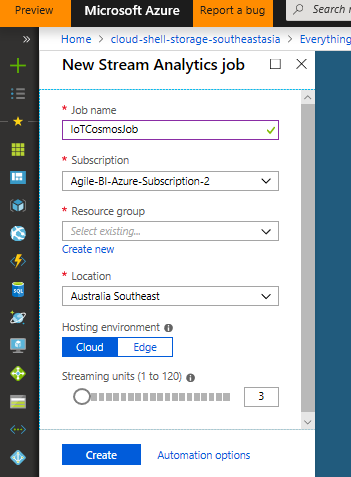 Preview
Microsoft Azure
Report a bug
Search r
» Home > cloud-shell-storage-southeastasia > Everything
New Stream Analytics job
* Job name
IoTCosmosJob
* Subscription
Agile-BI-Azure-Subscription-2
* Resource group
Select existing...
Create new
* Location
Australia Southeast
Hosting environment
Cloud Edge
Streaming units (1 to 120)
3
SQL
Create Automation options